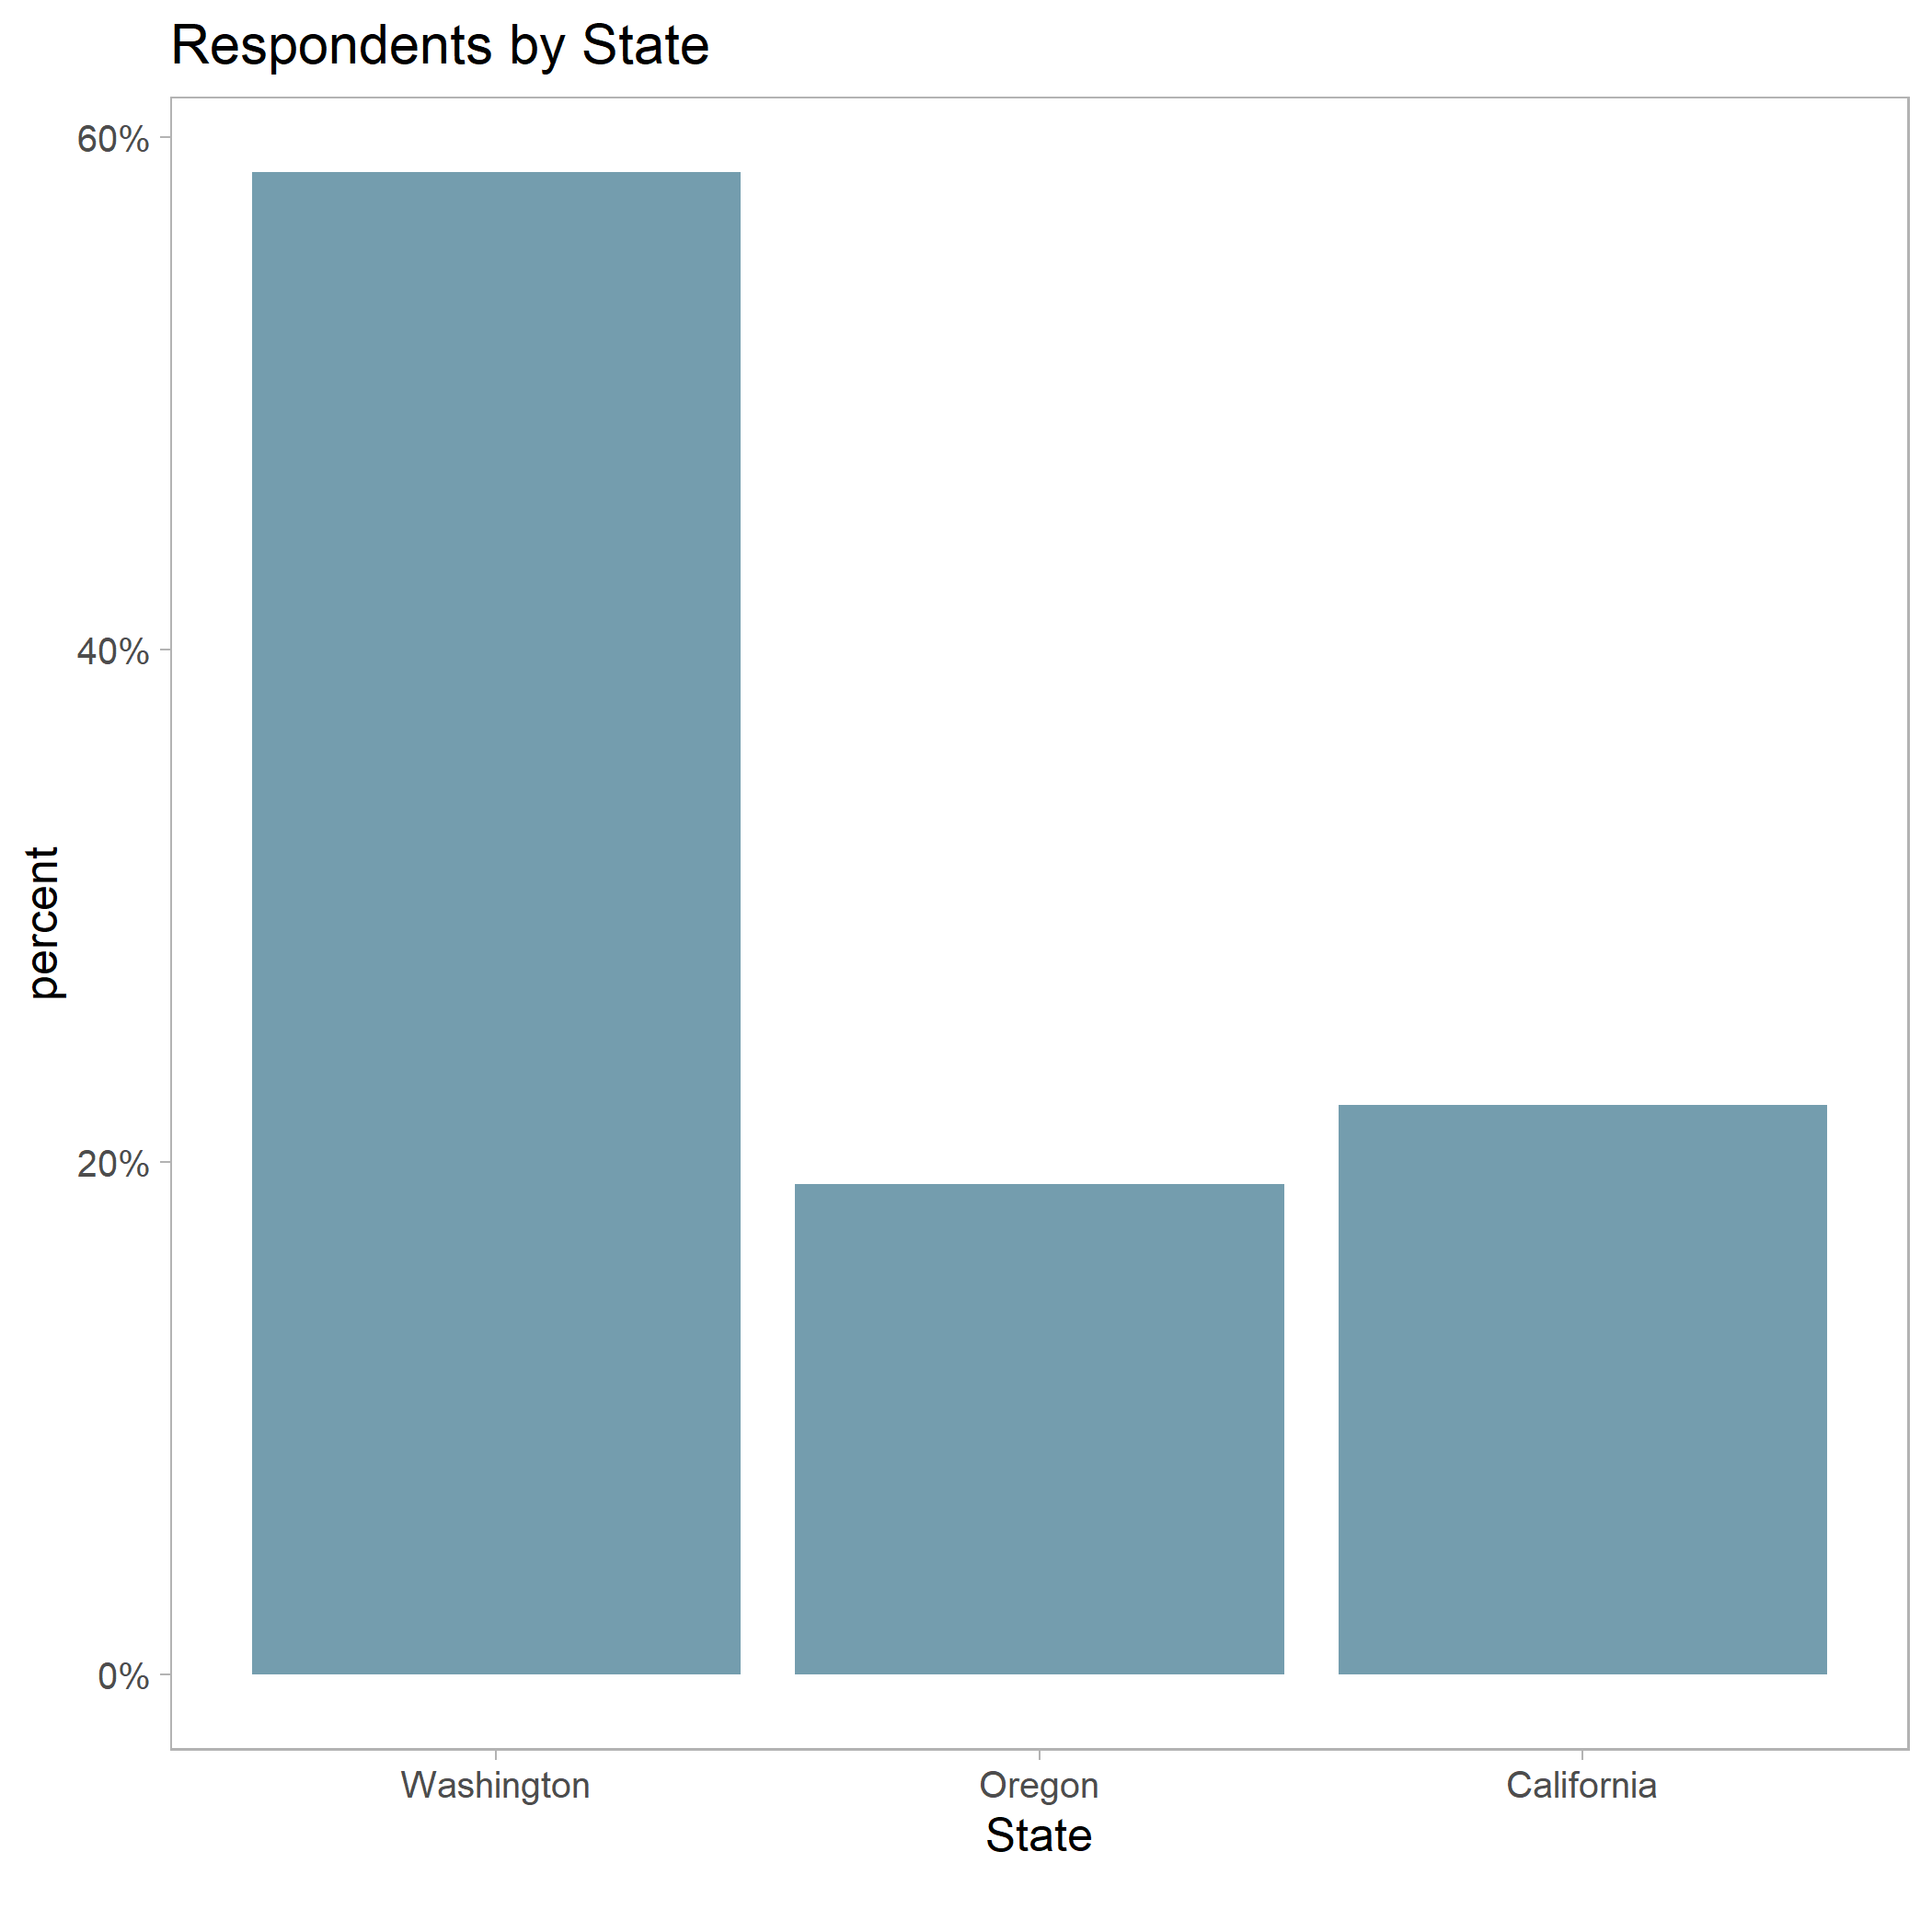 Respondents by State
60%
40%
20%
0%
percent
Washington
Oregon
California
State